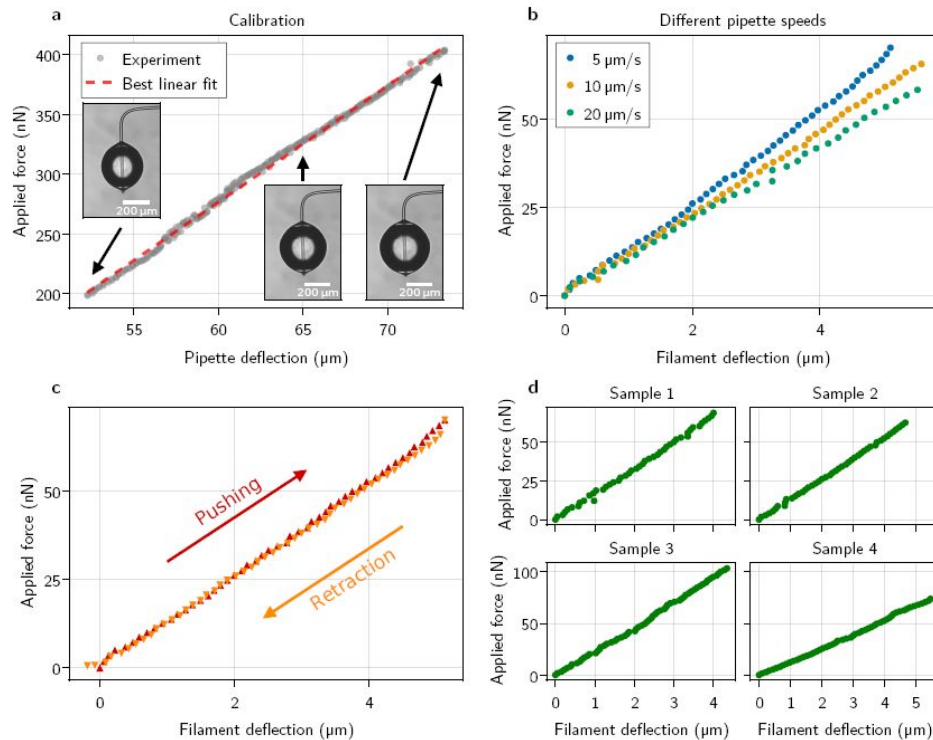 a
Calibration
Applied force (nN)
400
350
300
250
200
Experiment
Best linear fit
200 µm
200 µm
200 µm
55
60
65
70
Pipette deflection (µm)
b
Different pipette speeds
Applied force (nN)
50
25
0
5 µm/s
10 µm/s
20 µm/s
0
2
4
Filament deflection (µm)
c
Applied force (nN)
50
25
0
Pushing
Retraction
0
2
4
Filament deflection (µm)
d
Sample 1
Sample 2
Applied force (nN)
50
25
0
Sample 3
Sample 4
Applied force (nN)
100
50
0
0 1 2 3 4
0 1 2 3 4 5
Filament deflection (µm)
Filament deflection (µm)